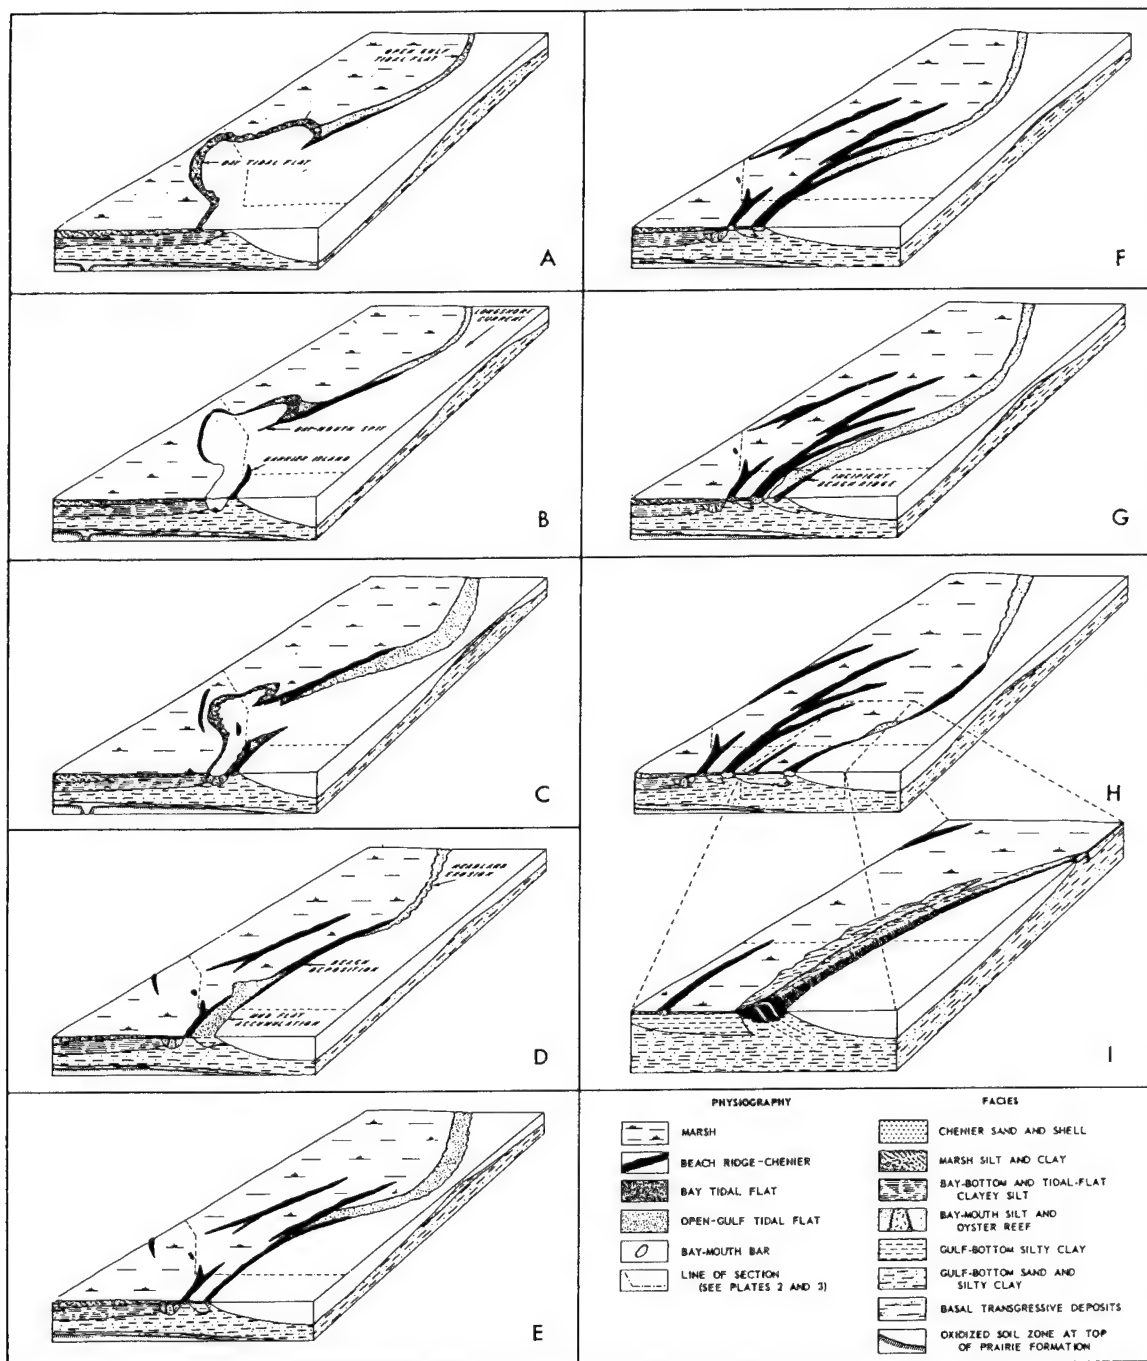 OPEN GULF
TIDAL FLAT
BAY TIDAL FLAT
A
LONGSHORE
CURRENT
BAY-MOUTH SPIT
BARRIER ISLAND
B
C
HEADLAND
EROSION
BEACH
DEPOSITION
MUD FLAT
ACCUMULATION
D
E
F
INCIPIENT
BEACH RIDGE
G
H
I
PHYSIOGRAPHY
MARSH
BEACH RIDGE-CHENIER
BAY TIDAL FLAT
OPEN-GULF TIDAL FLAT
BAY-MOUTH BAR
LINE OF SECTION
(SEE PLATES 2 AND 3)
FACIES
CHENIER SAND AND SHELL
MARSH SILT AND CLAY
BAY-BOTTOM AND TIDAL-FLAT
CLAYEY SILT
BAY-MOUTH SILT AND
OYSTER REEF
GULF-BOTTOM SILTY CLAY
GULF-BOTTOM SAND AND
SILTY CLAY
BASAL TRANSGRESSIVE DEPOSITS
OXIDIZED SOIL ZONE AT TOP
OF PRAIRIE FORMATION